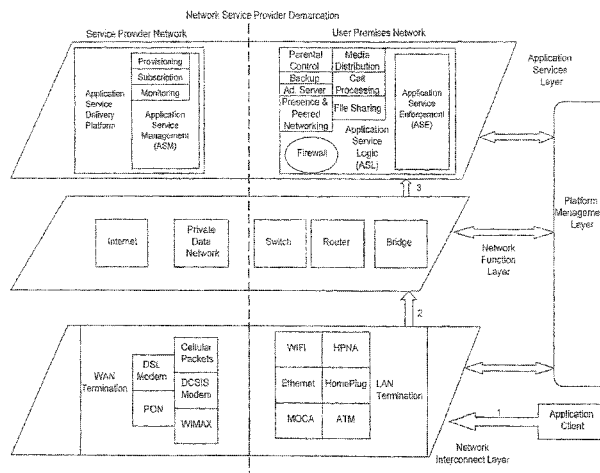 Network Service Provider Demarcation
Service Provider Network
User Premises Network
Provisioning
Subscription
Monitoring
Application
Service
Delivery
Platform
Application
Service
Management
(ASM)
Parental
Control
Backup
Ad. Server
Presence &
Peered
Networking
Firewall
Media
Distribution
Call
Processing
File Sharing
Application
Service
Logic
(ASL)
Application
Service
Enforcement
(ASE)
Application
Services
Layer
3
Internet
Private
Data
Network
Switch
Router
Bridge
Network
Function
Layer
Platform
Management
Layer
2
WAN
Termination
DSL
Modem
PON
Cellular
Packets
DCSIS
Modem
WIMAX
WIFI
HPNA
Ethernet
HomePlug
MOCA
ATM
LAN
Termination
1
Application
Client
Network
Interconnect Layer